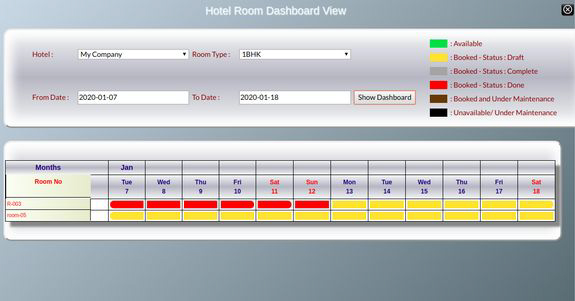 Hotel Room Dashboard View
Hotel : My Company Room Type : 1BHK
From Date : 2020-01-07 To Date : 2020-01-18 Show Dashboard
: Available
: Booked - Status : Draft
: Booked - Status : Complete
: Booked - Status : Done
: Booked and Under Maintenance
: Unavailable/ Under Maintenance
Months Jan
Room No Tue Wed Thu Fri Sat Sun Mon Tue Wed Thu Fri Sat
7 8 9 10 11 12 13 14 15 16 17 18
R-003
room-05